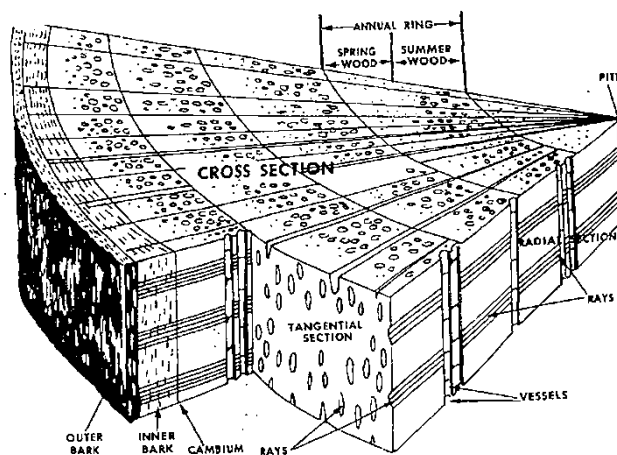 ANNUAL RING
SPRING
WOOD
SUMMER
WOOD
PITH
CROSS SECTION
RADIAL SECTION
RAYS
TANGENTIAL
SECTION
VESSELS
OUTER
BARK
INNER
BARK
CAMBIUM
RAYS